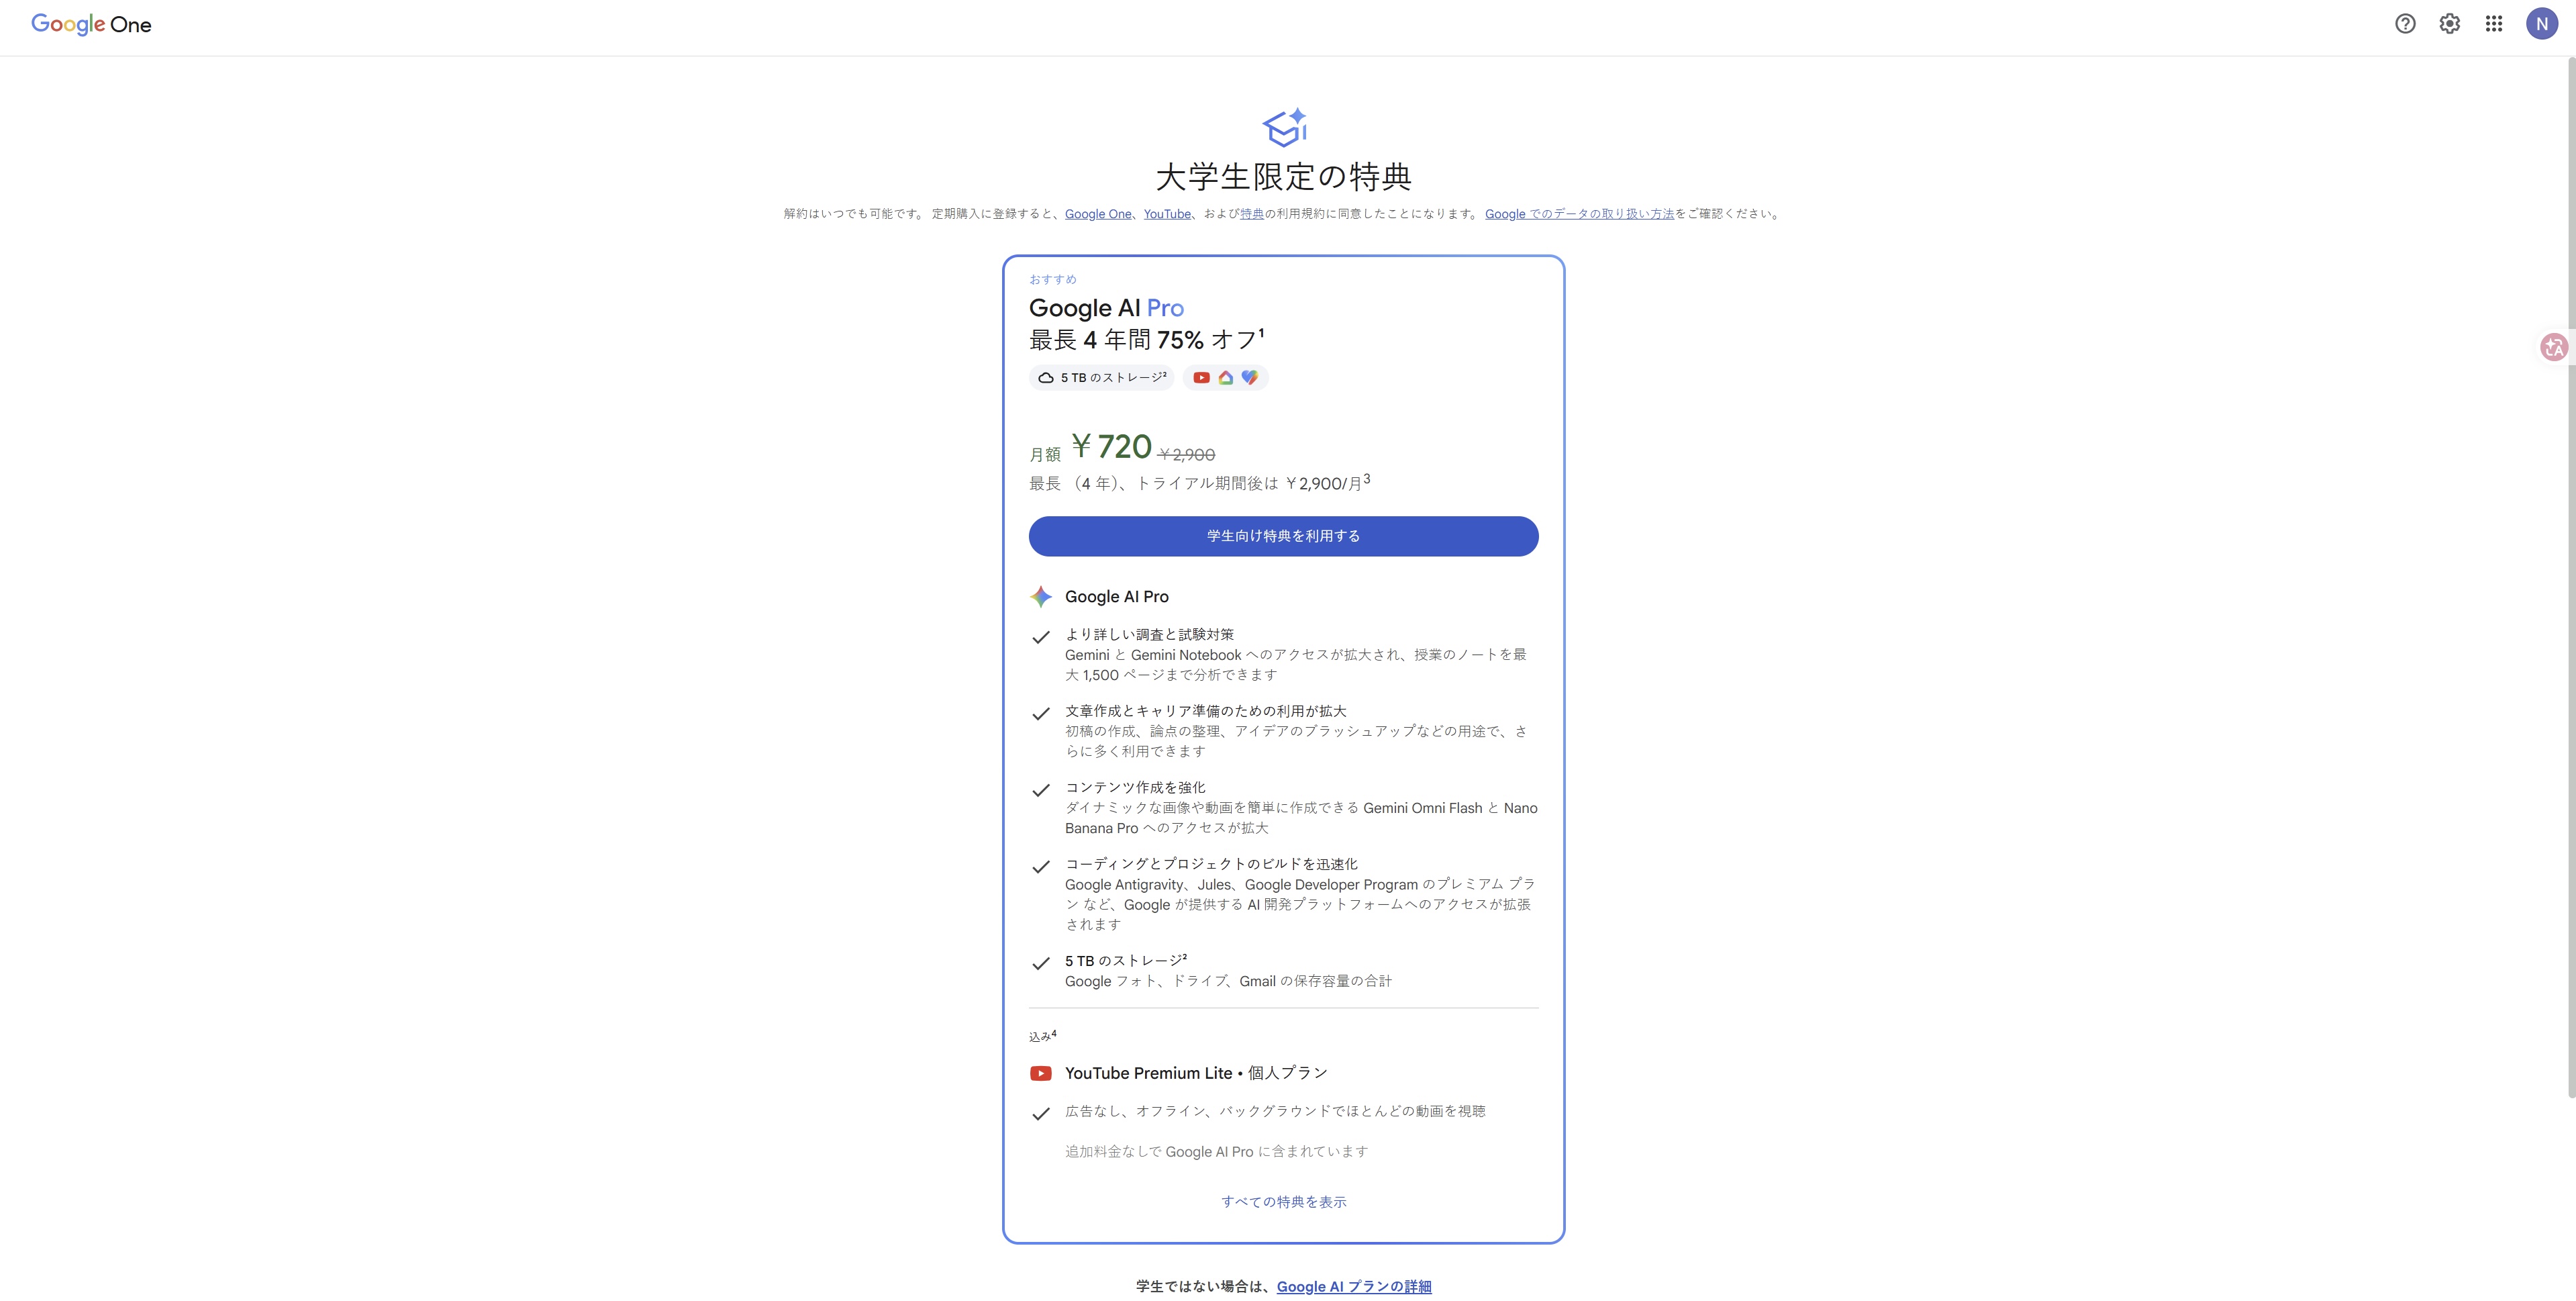 Google One
N
大学生限定の特典
解約はいつでも可能です。 定期購入に登録すると、Google One、YouTube、および特典の利用規約に同意したことになります。 Google でのデータの取り扱い方法をご確認ください。
おすすめ
Google AI Pro
最長 4 年間 75% オフ¹
5 TB のストレージ²
月額 ￥720 ￥2,900
最長 （4 年）、トライアル期間後は ￥2,900/月³
学生向け特典を利用する
Google AI Pro
より詳しい調査と試験対策
Gemini と Gemini Notebook へのアクセスが拡大され、授業のノートを最
大 1,500 ページまで分析できます
文章作成とキャリア準備のための利用が拡大
初稿の作成、論点の整理、アイデアのブラッシュアップなどの用途で、さ
らに多く利用できます
コンテンツ作成を強化
ダイナミックな画像や動画を簡単に作成できる Gemini Omni Flash と Nano
Banana Pro へのアクセスが拡大
コーディングとプロジェクトのビルドを迅速化
Google Antigravity、Jules、Google Developer Program のプレミアム プラ
ン など、Google が提供する AI 開発プラットフォームへのアクセスが拡張
されます
5 TB のストレージ²
Google フォト、ドライブ、Gmail の保存容量の合計
込み⁴
YouTube Premium Lite • 個人プラン
広告なし、オフライン、バックグラウンドでほとんどの動画を視聴
追加料金なしで Google AI Pro に含まれています
すべての特典を表示
学生ではない場合は、Google AI プランの詳細